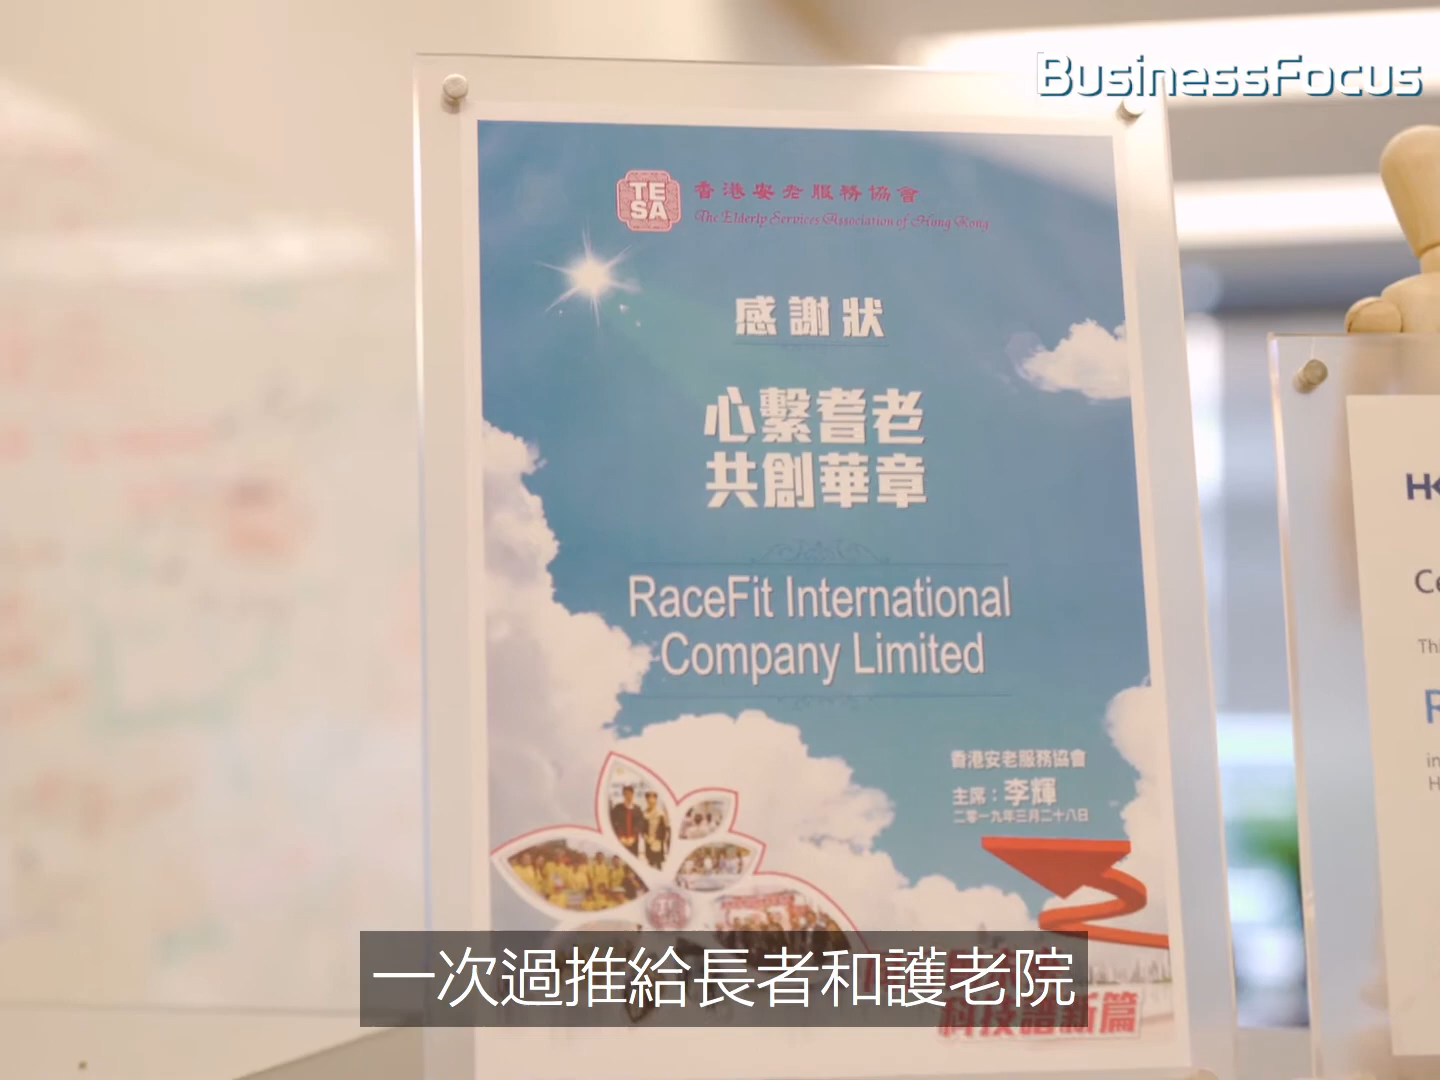 BusinessFocus
TE
SA
香港安老服務協會
The Elderly Services Association of Hong Kong
感謝狀
心繫耆老
共創華章
RaceFit International
Company Limited
香港安老服務協會
主席：李輝
二零一九年三月二十八日
科技譜新篇
一次過推給長者和護老院